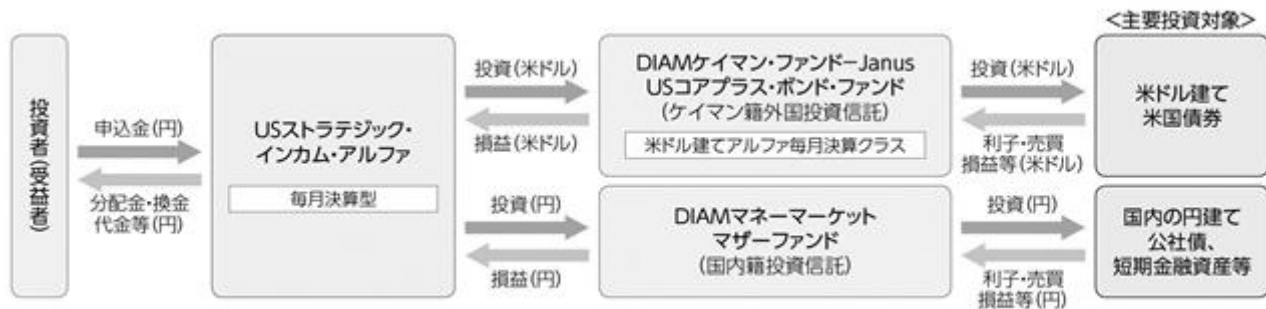 <主要投資対象>
投資者(受益者)
申込金(円)
分配金・換金
代金等(円)
USストラテジック・
インカム・アルファ
毎月決算型
投資(米ドル)
損益(米ドル)
DIAMケイマン・ファンド−Janus
USコアプラス・ボンド・ファンド
(ケイマン籍外国投資信託)
米ドル建てアルファ毎月決算クラス
投資(米ドル)
利子・売買
損益等(米ドル)
米ドル建て
米国債券
投資(円)
損益(円)
DIAMマネーマーケット
マザーファンド
(国内籍投資信託)
投資(円)
利子・売買
損益等(円)
国内の円建て
公社債、
短期金融資産等